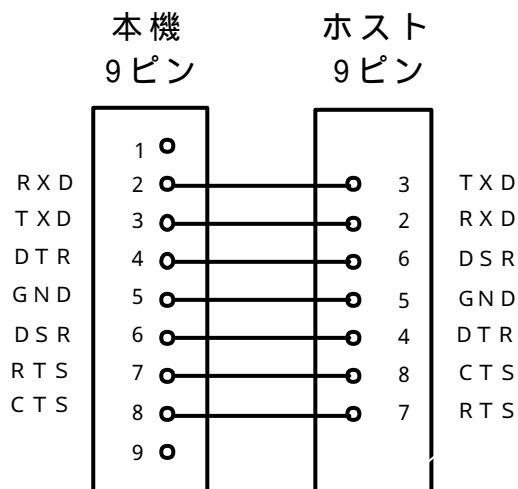 本機 ホスト
9ピン 9ピン
1
RXD 2 3 TXD
TXD 3 2 RXD
DTR 4 6 DSR
GND 5 5 GND
DSR 6 4 DTR
RTS 7 8 CTS
CTS 8 7 RTS
9